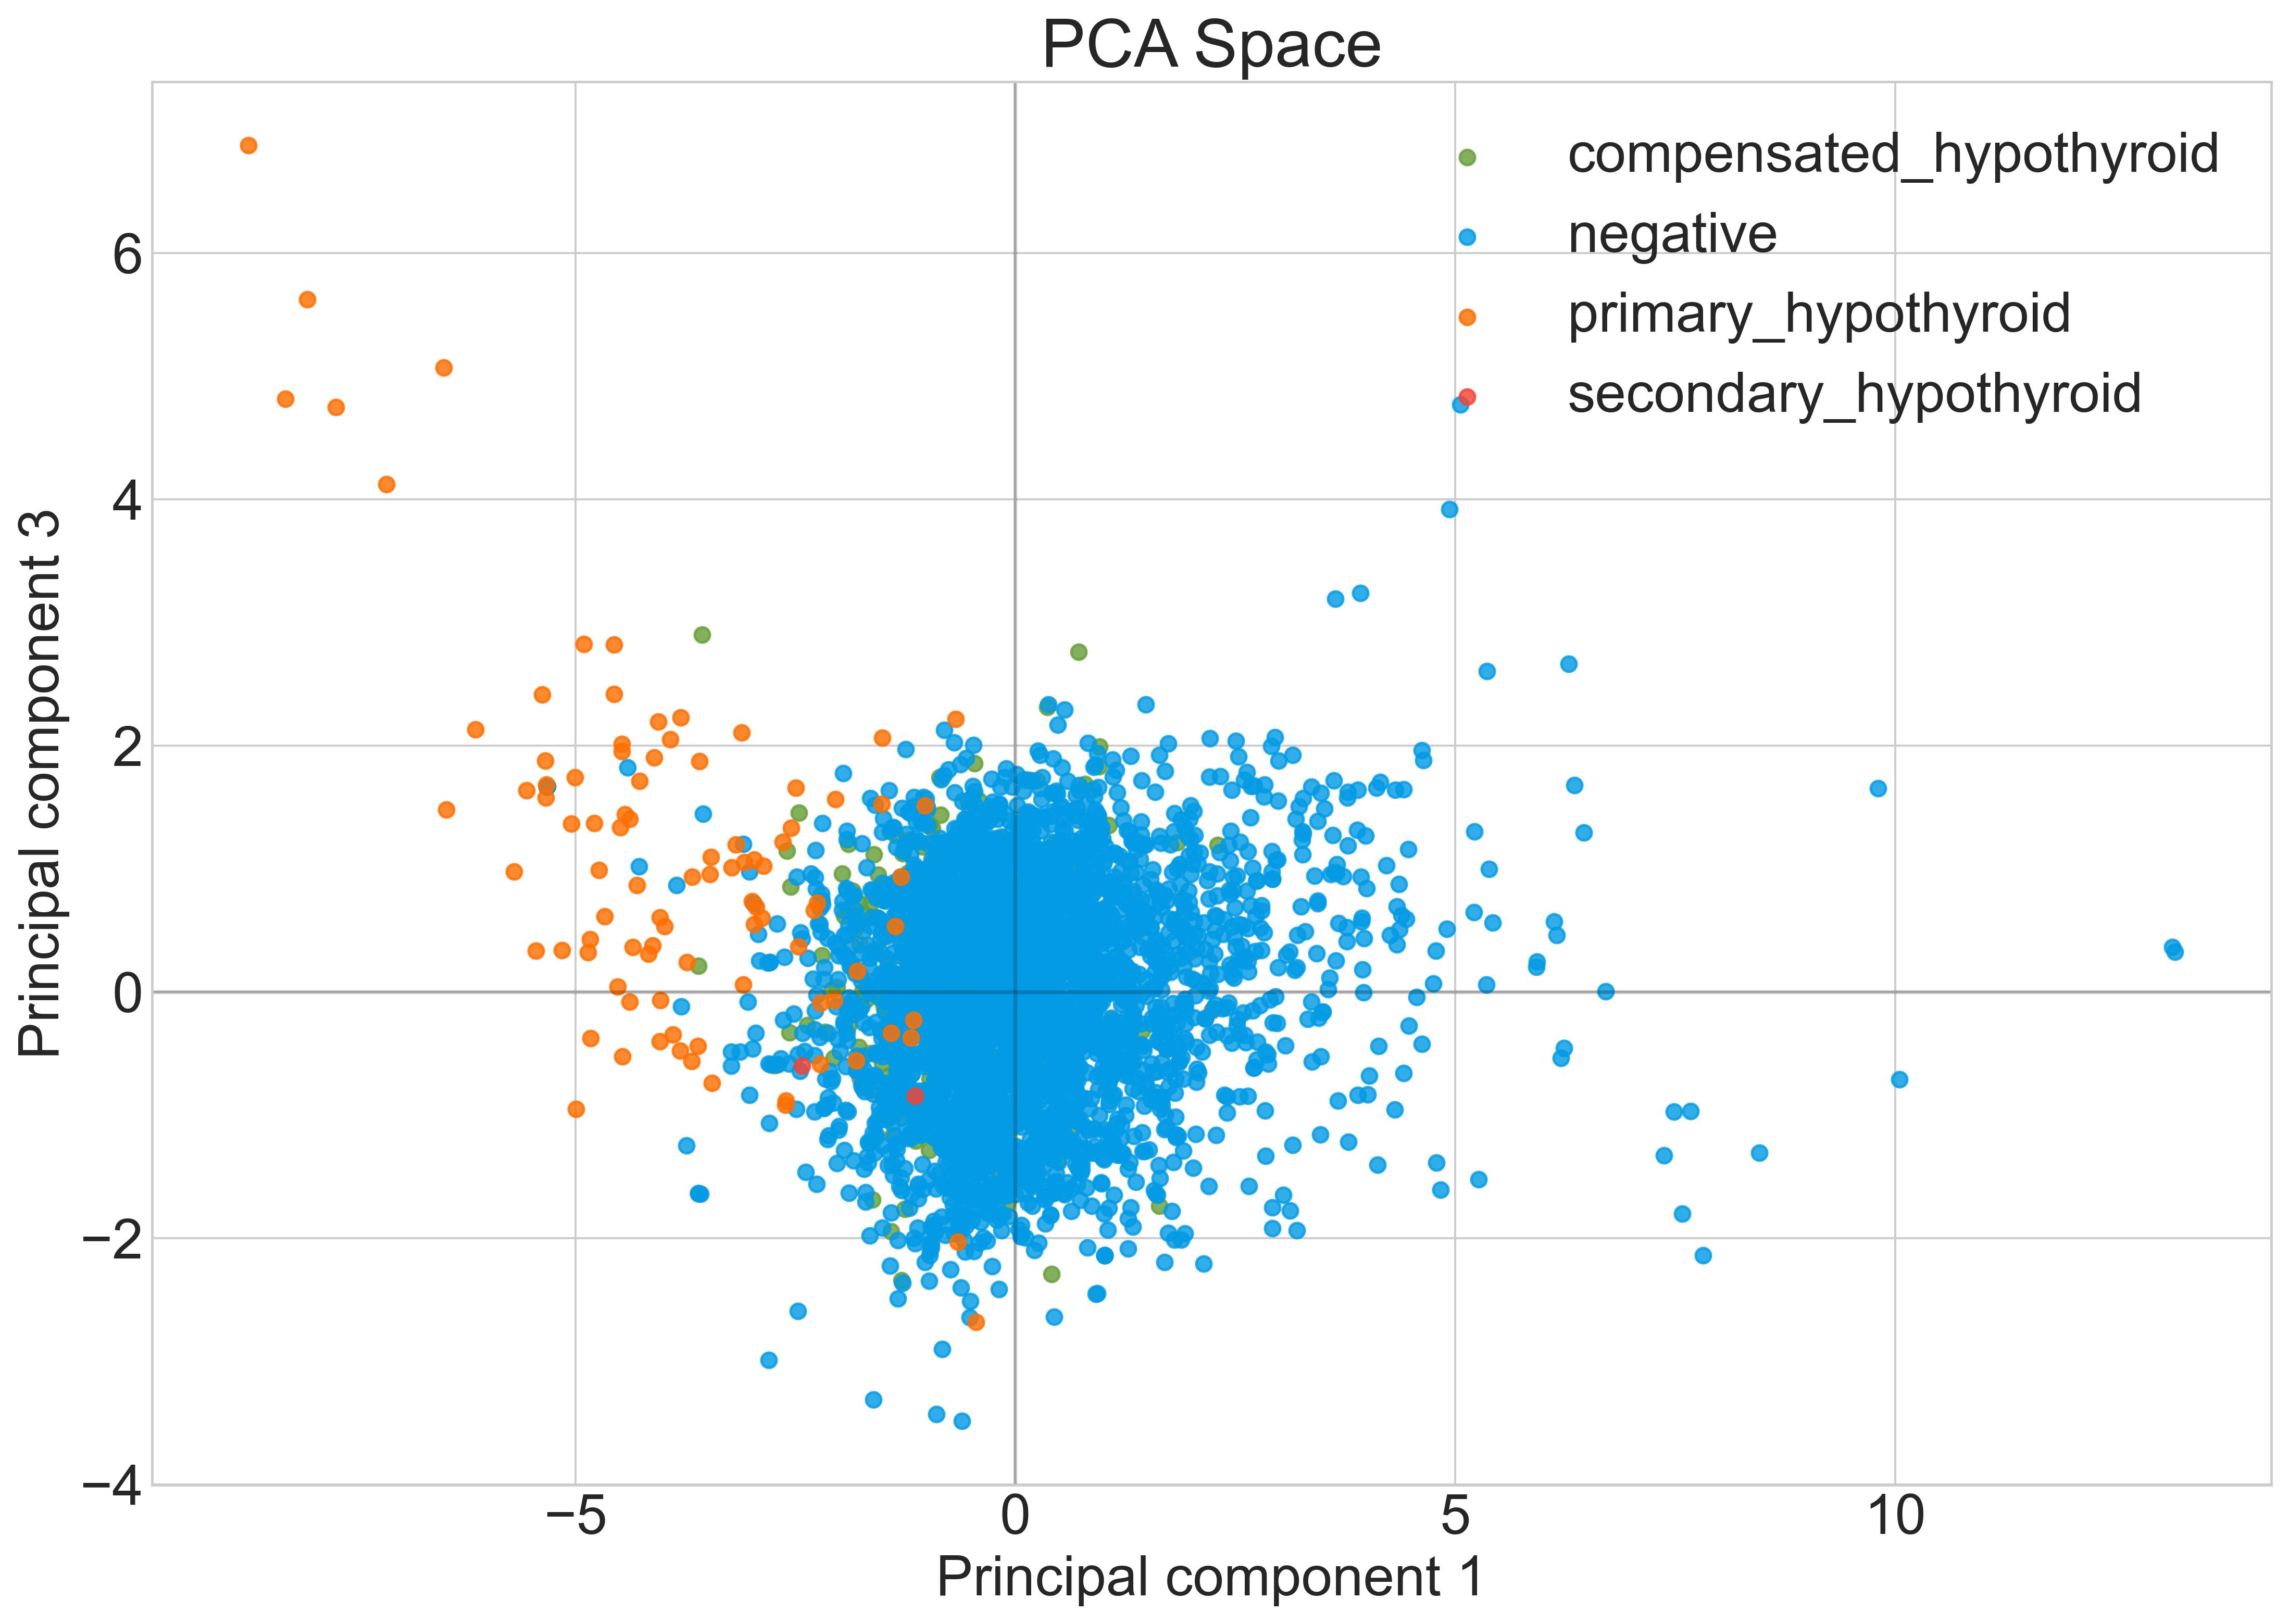 PCA Space
compensated_hypothyroid
negative
primary_hypothyroid
secondary_hypothyroid
Principal component 3
6
4
2
0
−2
−4
−5
0
5
10
Principal component 1